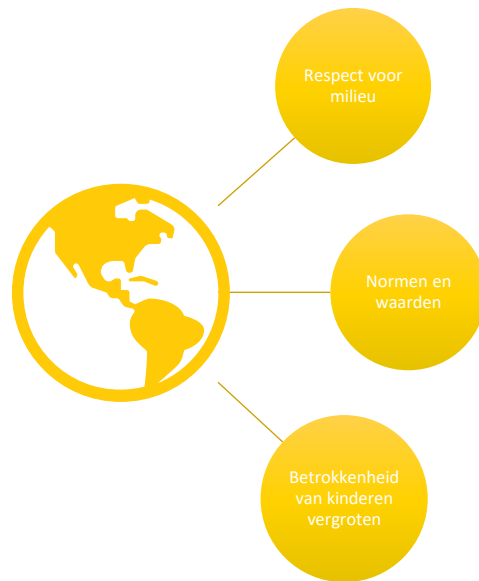 Respect voor
milieu
Normen en
waarden
Betrokkenheid
van kinderen
vergroten